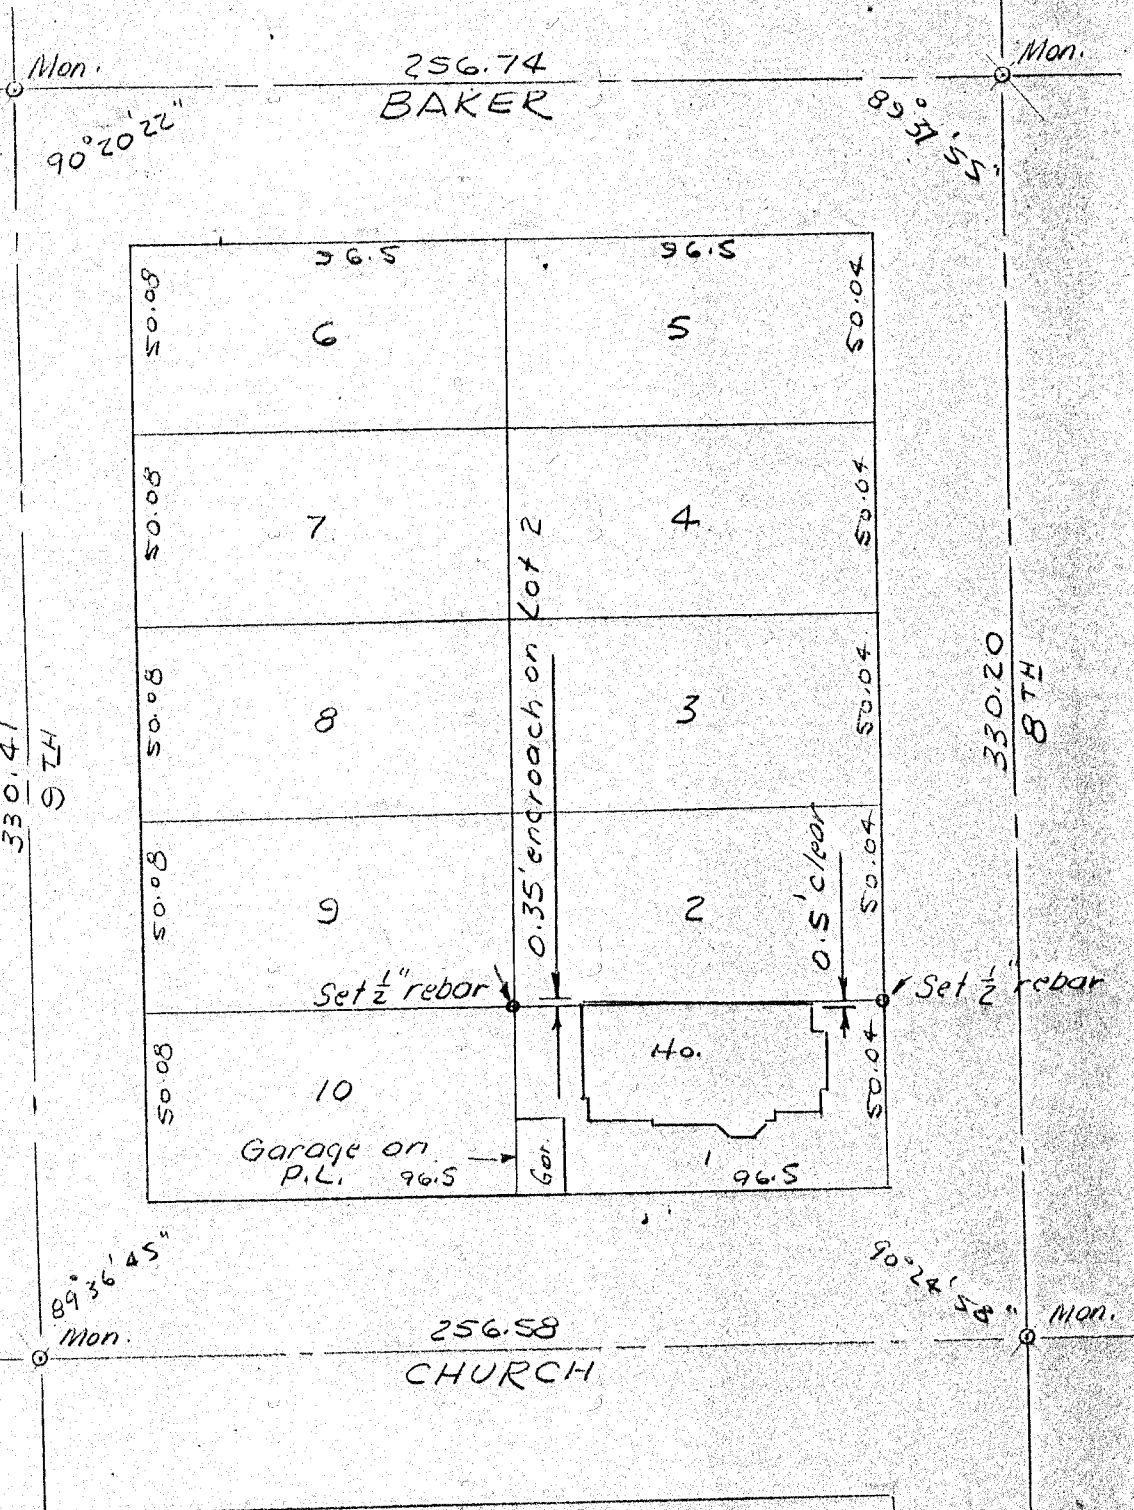 Mon.
256.74
BAKER
Mon.
90°20'22"
89°37'55"
96.5
96.5
50.08
6
5
50.04
50.08
7
4
50.04
0.35' encroach on Lot 2
50.08
8
3
50.04
330.41
9TH
330.20
8TH
50.08
9
2
0.5' clear
50.04
Set ½" rebar
Set ½" rebar
Ho.
50.08
10
50.04
Garage on
P.L.
96.5
Gar.
1
96.5
89°36'45"
90°24'58"
Mon.
256.58
CHURCH
Mon.